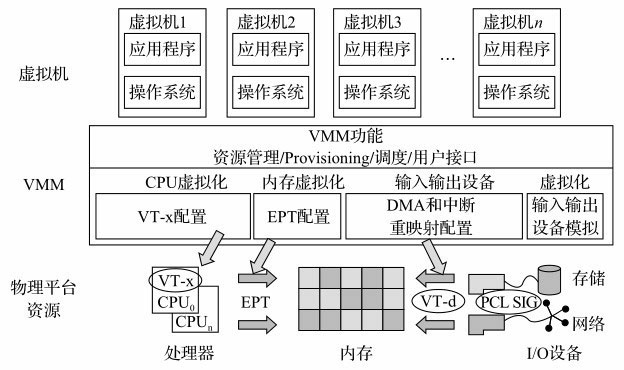 虚拟机1 虚拟机2 虚拟机3 虚拟机n
应用程序 应用程序 应用程序 … 应用程序
虚拟机
操作系统 操作系统 操作系统 操作系统
VMM功能
资源管理/Provisioning/调度/用户接口
VMM
CPU虚拟化 内存虚拟化 输入输出设备 虚拟化
VT-x配置 EPT配置
DMA和中断
重映射配置
输入输出
设备模拟
物理平台
资源
VT-x
CPU0
CPUn
EPT
VT-d
PCL SIG
存储
网络
处理器 内存 I/O设备